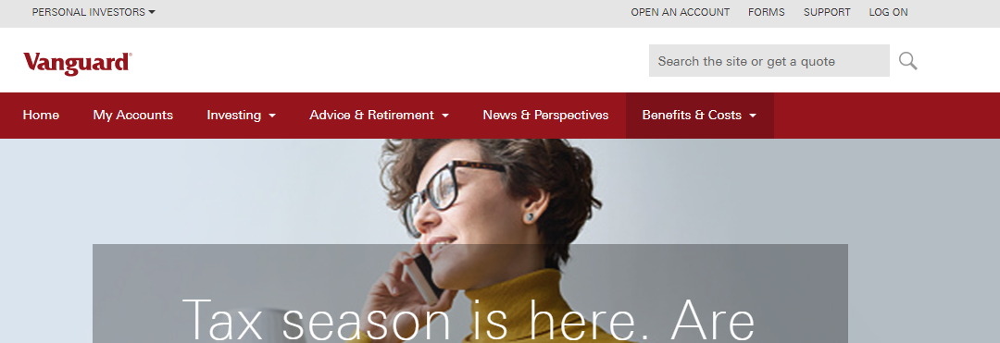 PERSONAL INVESTORS OPEN AN ACCOUNT FORMS SUPPORT LOG ON
Vanguard® Search the site or get a quote
Home My Accounts Investing Advice & Retirement News & Perspectives Benefits & Costs
Tax season is here. Are